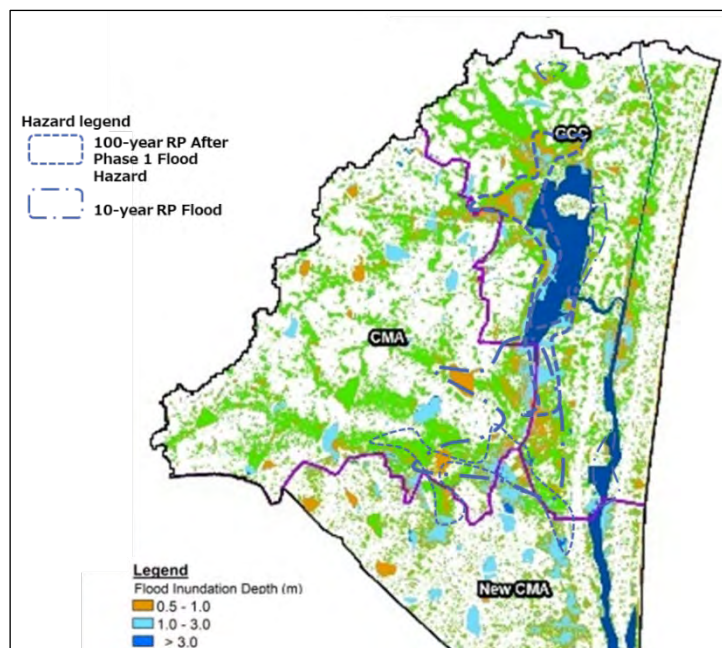 GCC
Hazard legend
100-year RP After
Phase 1 Flood
Hazard
10-year RP Flood
CMA
Legend
Flood Inundation Depth (m)
0.5 - 1.0
1.0 - 3.0
> 3.0
New CMA